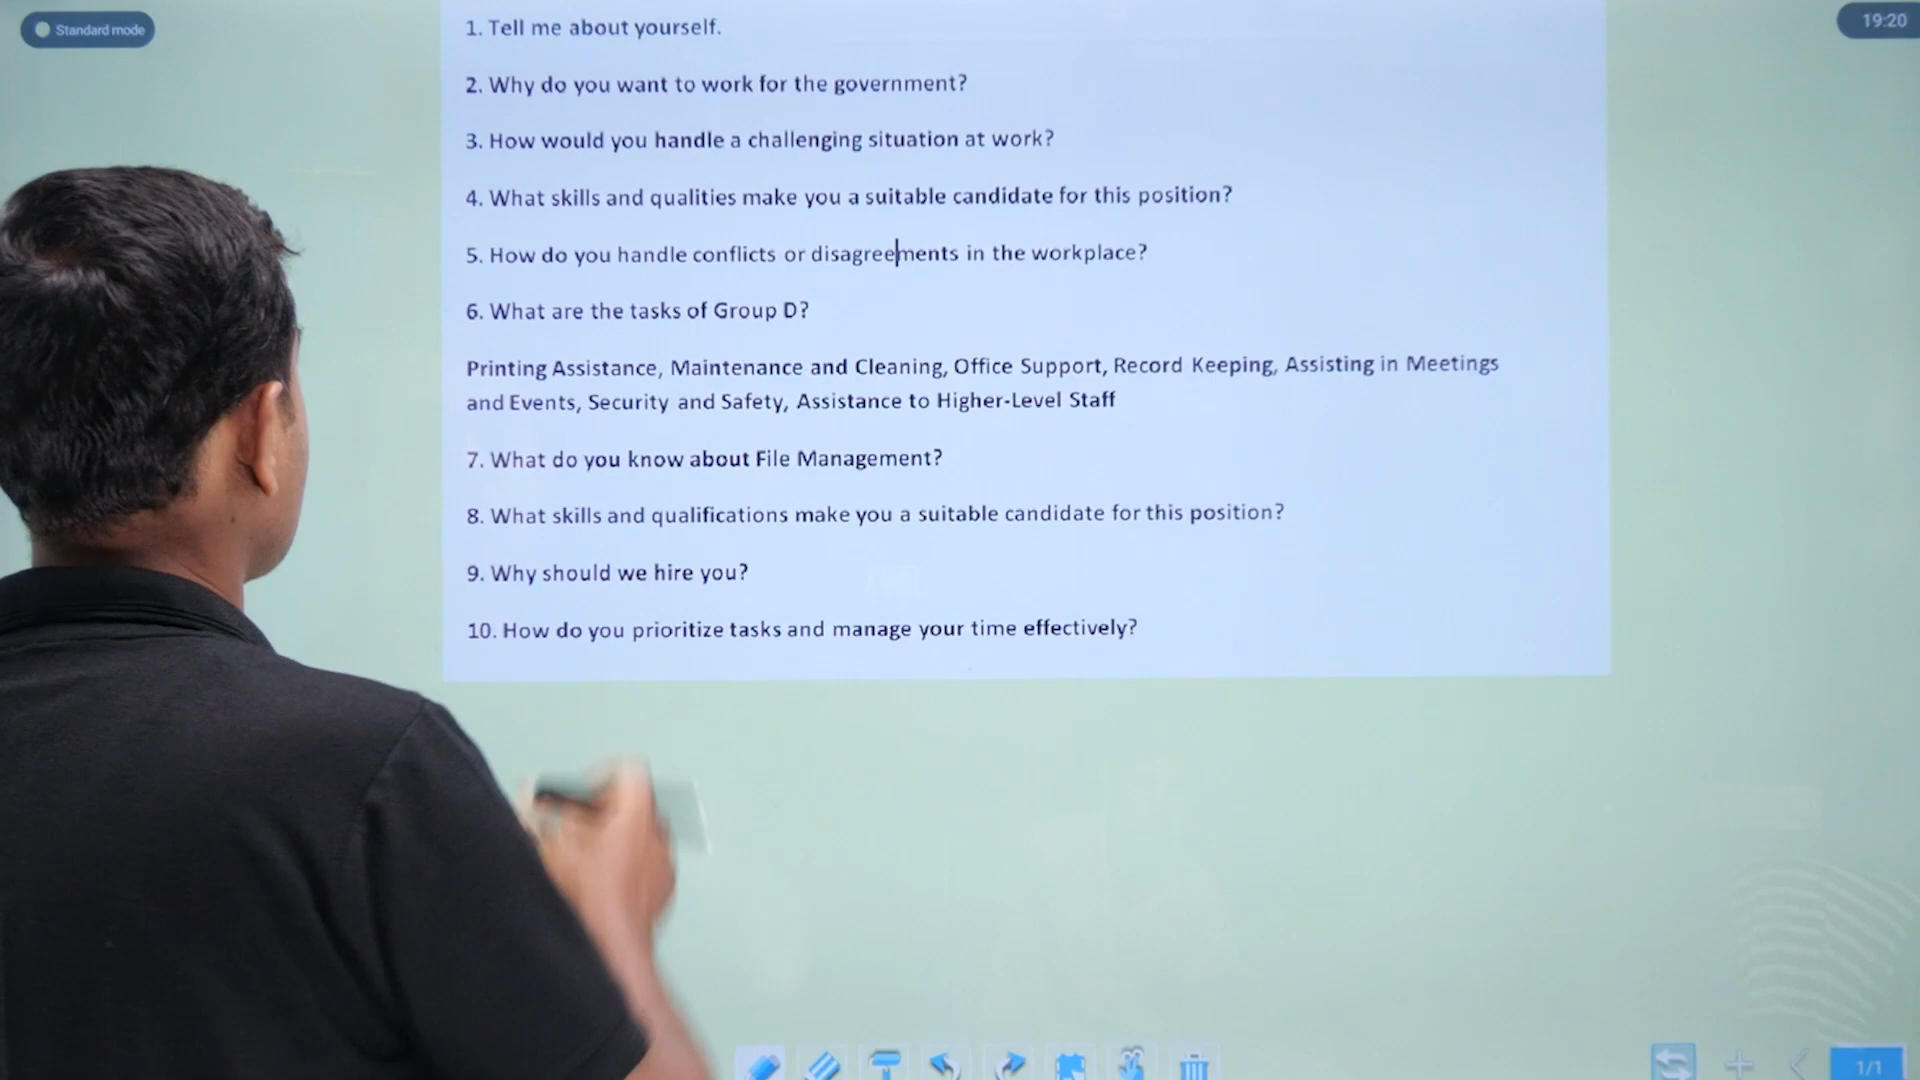 Standard mode
19:20
1. Tell me about yourself.
2. Why do you want to work for the government?
3. How would you handle a challenging situation at work?
4. What skills and qualities make you a suitable candidate for this position?
5. How do you handle conflicts or disagreements in the workplace?
6. What are the tasks of Group D?
Printing Assistance, Maintenance and Cleaning, Office Support, Record Keeping, Assisting in Meetings
and Events, Security and Safety, Assistance to Higher-Level Staff
7. What do you know about File Management?
8. What skills and qualifications make you a suitable candidate for this position?
9. Why should we hire you?
10. How do you prioritize tasks and manage your time effectively?
1/1